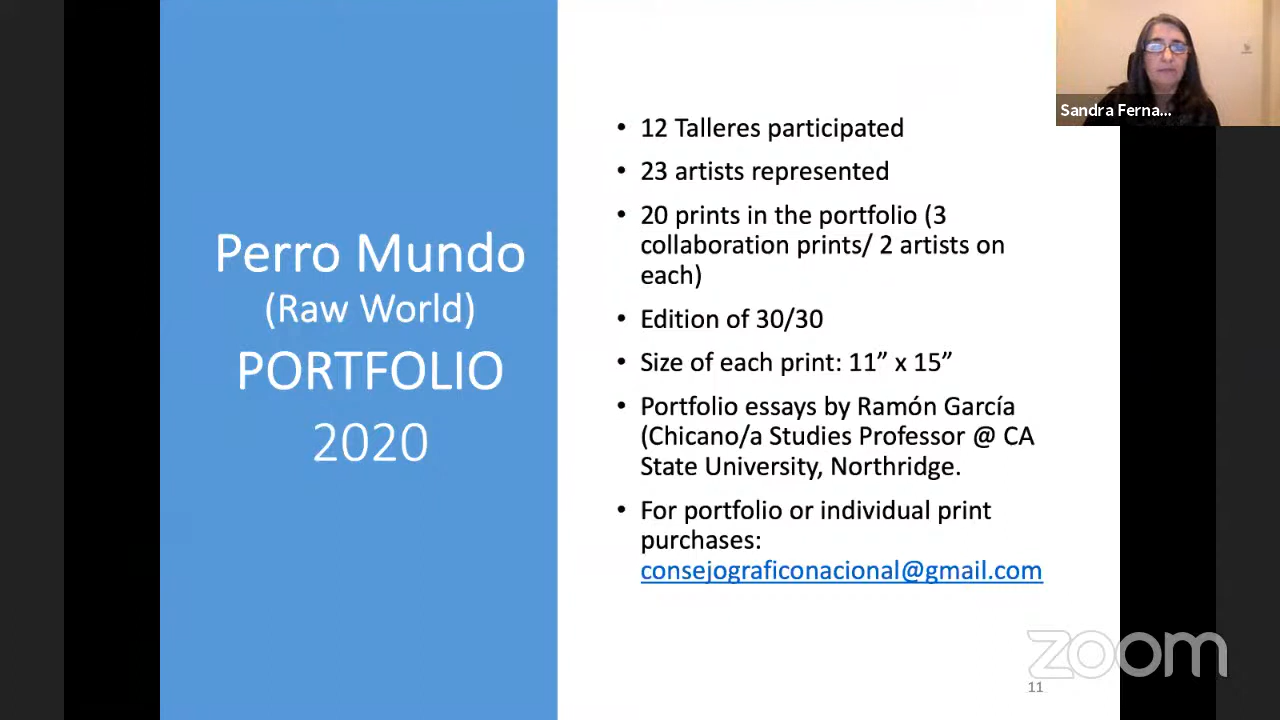 Perro Mundo
(Raw World)
PORTFOLIO
2020
• 12 Talleres participated
• 23 artists represented
• 20 prints in the portfolio (3
collaboration prints/ 2 artists on
each)
• Edition of 30/30
• Size of each print: 11” x 15”
• Portfolio essays by Ramón García
(Chicano/a Studies Professor @ CA
State University, Northridge.
• For portfolio or individual print
purchases:
consejograficonacional@gmail.com
Sandra Ferna...
zoom
11